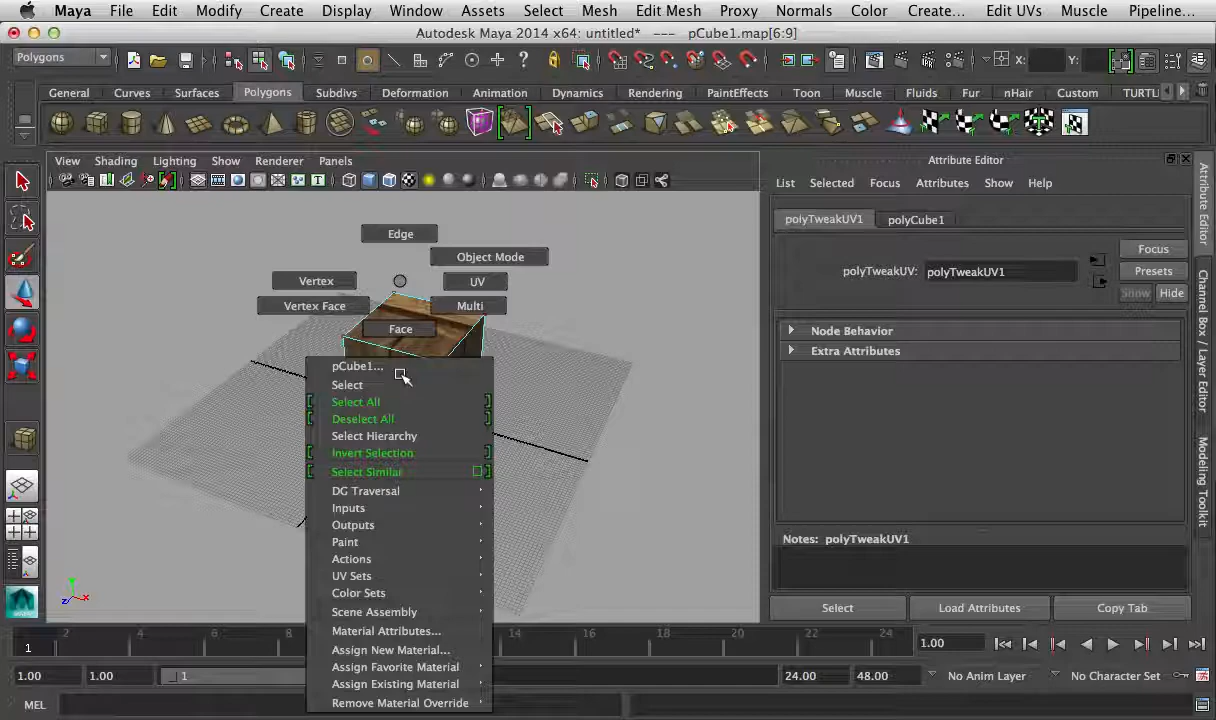 Maya File Edit Modify Create Display Window Assets Select Mesh Edit Mesh Proxy Normals Color Create... Edit UVs Muscle Pipeline...
Autodesk Maya 2014 x64: untitled* --- pCube1.map[6:9]
Polygons X: Y:
General Curves Surfaces Polygons Subdivs Deformation Animation Dynamics Rendering PaintEffects Toon Muscle Fluids Fur nHair Custom TURTL
View Shading Lighting Show Renderer Panels
Attribute Editor
List Selected Focus Attributes Show Help
polyTweakUV1 polyCube1
polyTweakUV: polyTweakUV1
Focus
Presets
Show Hide
Node Behavior
Extra Attributes
Notes: polyTweakUV1
Select Load Attributes Copy Tab
Attribute Editor
Channel Box / Layer Editor
Modeling Toolkit
Edge
Object Mode
Vertex UV
Vertex Face Multi
Face
pCube1...
Select
Select All
Deselect All
Select Hierarchy
Invert Selection
Select Similar
DG Traversal
Inputs
Outputs
Paint
Actions
UV Sets
Color Sets
Scene Assembly
Material Attributes...
Assign New Material...
Assign Favorite Material
Assign Existing Material
Remove Material Override
y
z x
1 2 4 6 8 14 16 18 20 22 24 1.00
1.00 1.00 1 24.00 48.00 No Anim Layer No Character Set
MEL